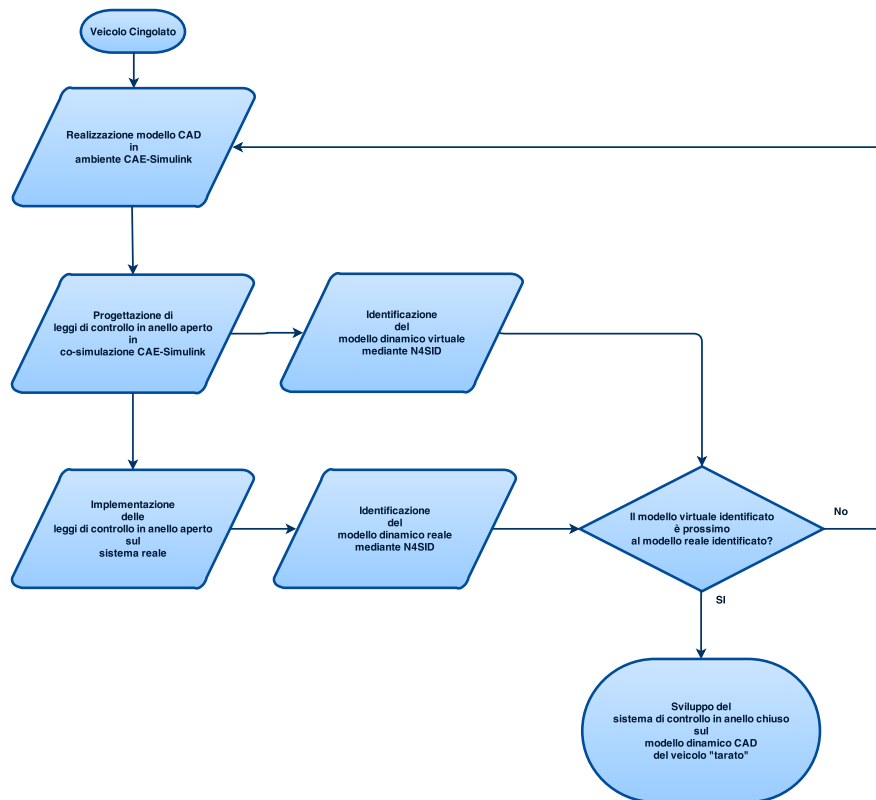 Veicolo Cingolato
Realizzazione modello CAD
in
ambiente CAE-Simulink
Progettazione di
leggi di controllo in anello aperto
in
co-simulazione CAE-Simulink
Identificazione
del
modello dinamico virtuale
mediante N4SID
Implementazione
delle
leggi di controllo in anello aperto
sul
sistema reale
Identificazione
del
modello dinamico reale
mediante N4SID
Il modello virtuale identificato
è prossimo
al modello reale identificato?
No
SI
Sviluppo del
sistema di controllo in anello chiuso
sul
modello dinamico CAD
del veicolo "tarato"